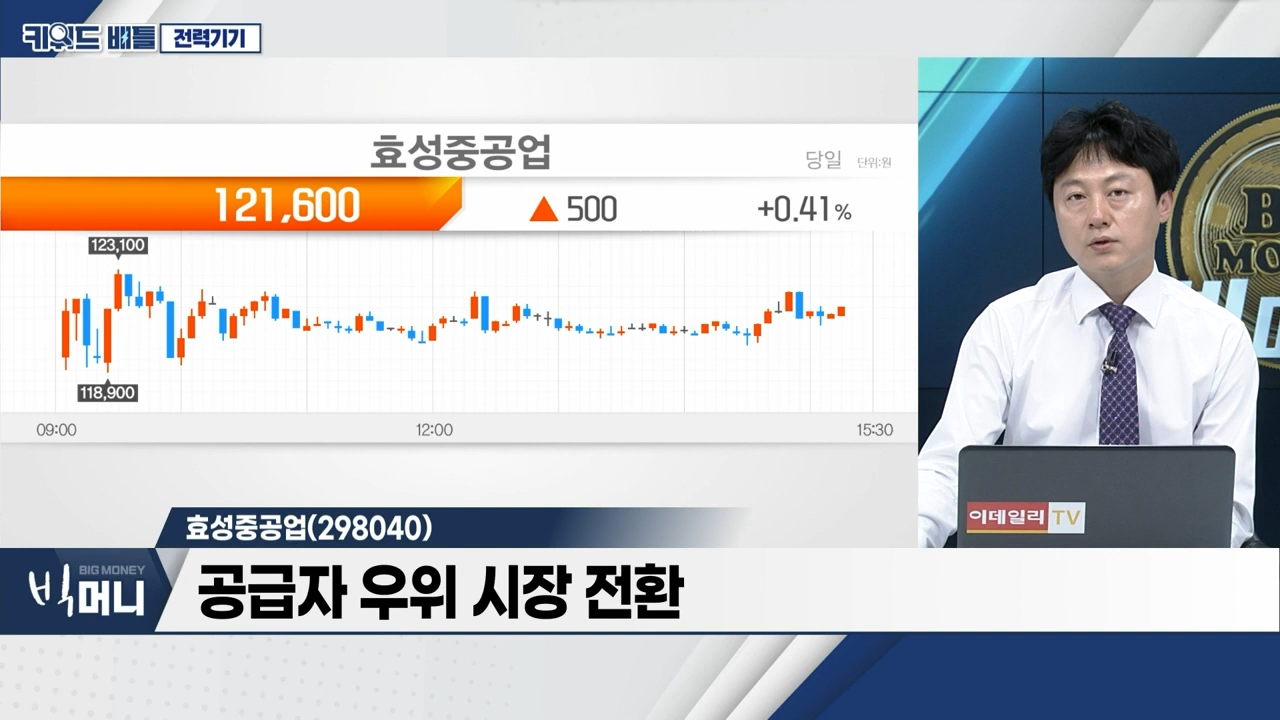 키워드 배틀 전력기기
효성중공업
당일 단위:원
121,600 ▲ 500 +0.41%
123,100
118,900
09:00 12:00 15:30
효성중공업(298040)
빅머니 BIG MONEY
공급자 우위 시장 전환
이데일리 TV